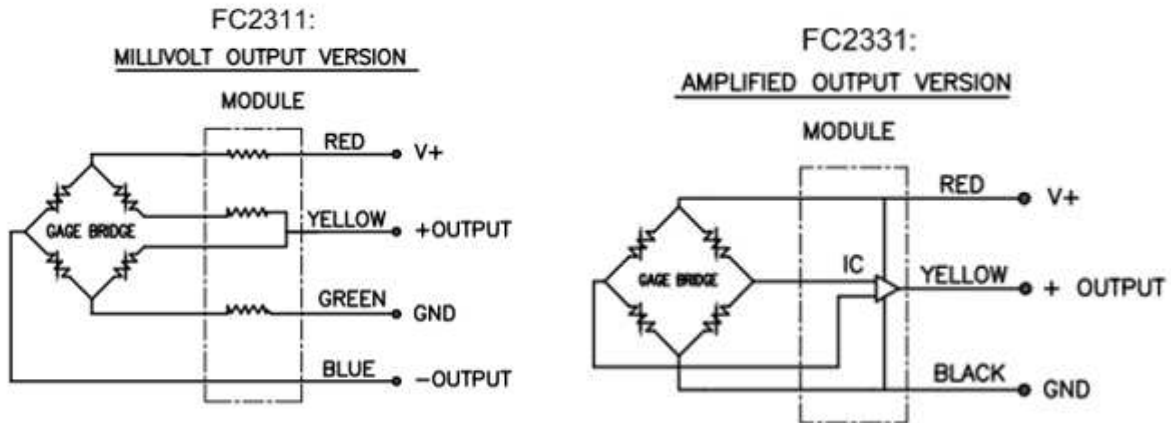 FC2311:
MILLIVOLT OUTPUT VERSION
MODULE
RED
V+
GAGE BRIDGE
YELLOW
+OUTPUT
GREEN
GND
BLUE
-OUTPUT
FC2331:
AMPLIFIED OUTPUT VERSION
MODULE
RED
V+
GAGE BRIDGE
IC
YELLOW
+ OUTPUT
BLACK
GND